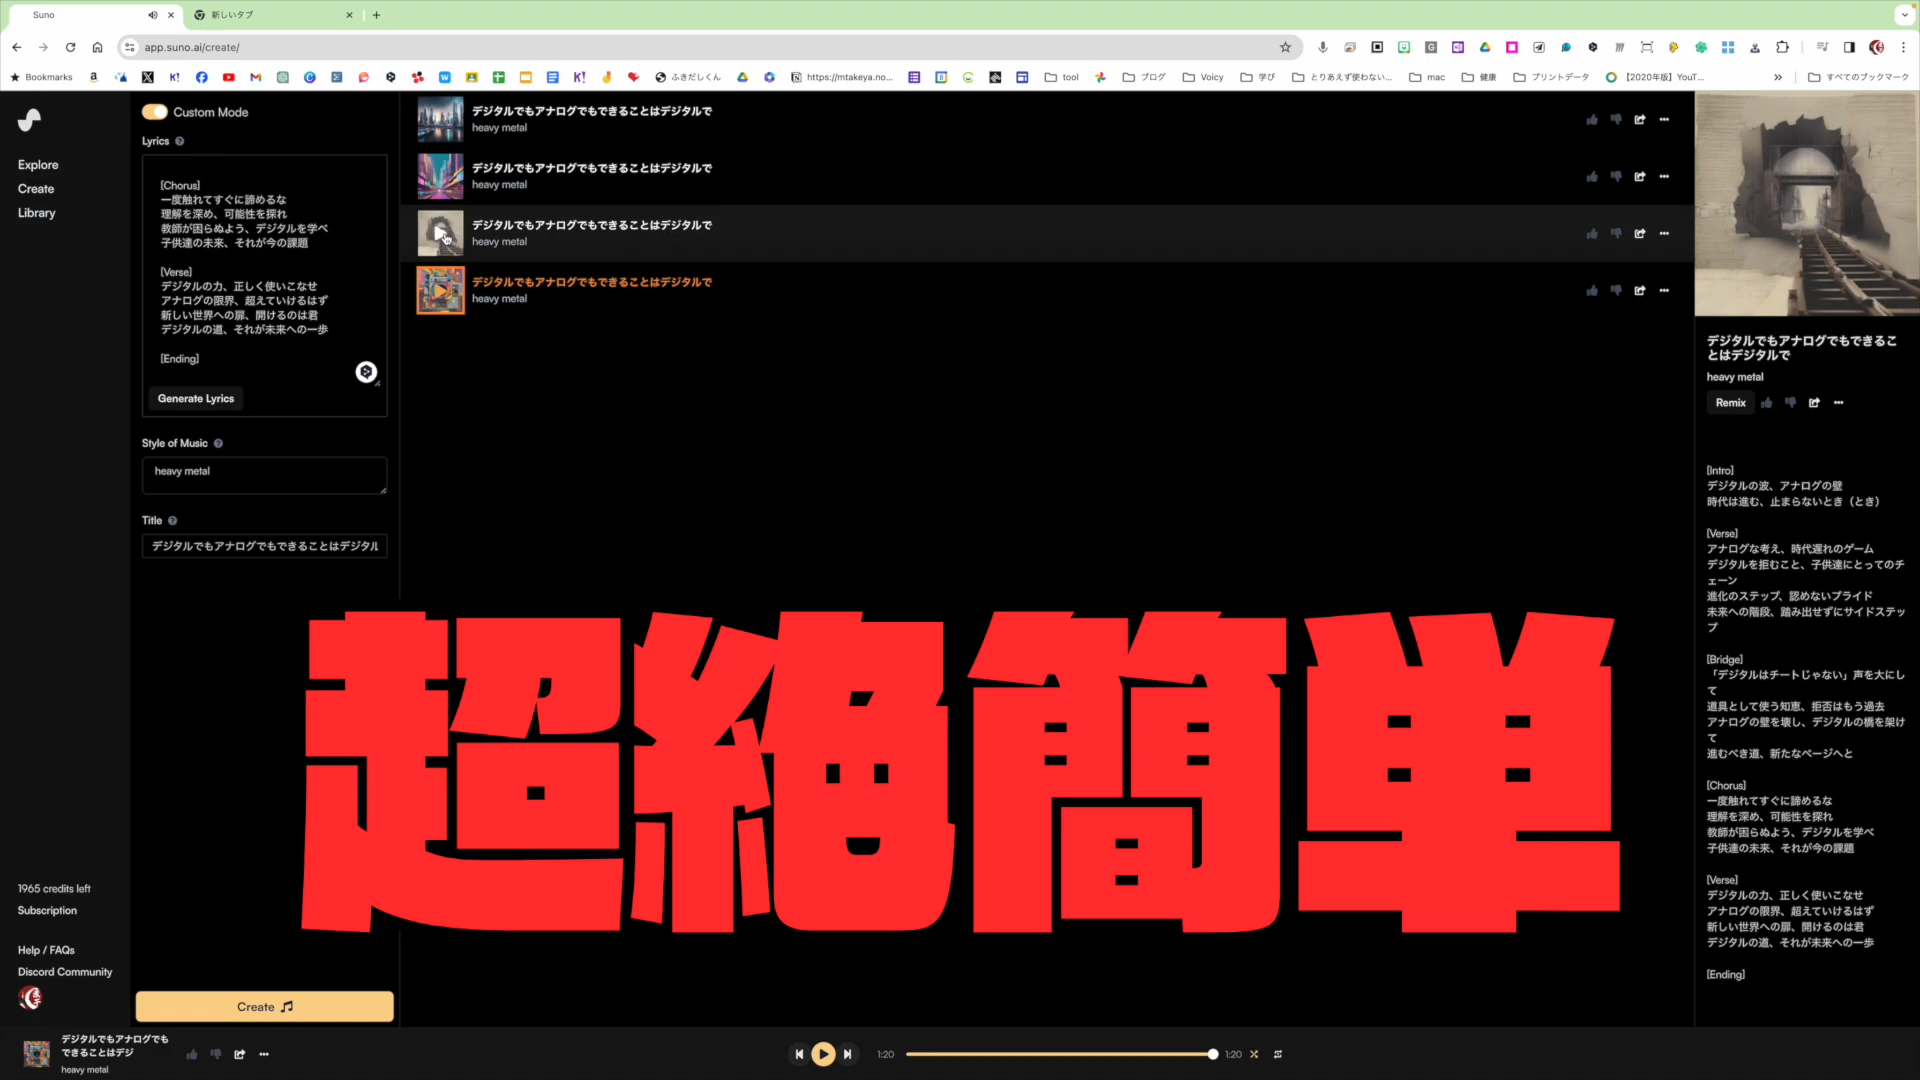 Suno
新しいタブ
app.suno.ai/create/
Bookmarks
ふきだしくん
https://mtakeya.no...
tool
ブログ
Voicy
学び
とりあえず使わない...
mac
健康
プリントデータ
【2020年版】YouT...
すべてのブックマーク
Explore
Create
Library
1965 credits left
Subscription
Help / FAQs
Discord Community
Custom Mode
Lyrics
[Chorus]
一度触れてすぐに諦めるな
理解を深め、可能性を探れ
教師が困らぬよう、デジタルを学べ
子供達の未来、それが今の課題
[Verse]
デジタルの力、正しく使いこなせ
アナログの限界、超えていけるはず
新しい世界への扉、開けるのは君
デジタルの道、それが未来への一歩
[Ending]
Generate Lyrics
Style of Music
heavy metal
Title
デジタルでもアナログでもできることはデジタル
Create
デジタルでもアナログでもできることはデジタルで
heavy metal
デジタルでもアナログでもできることはデジタルで
heavy metal
デジタルでもアナログでもできることはデジタルで
heavy metal
デジタルでもアナログでもできることはデジタルで
heavy metal
超絶簡単
デジタルでもアナログでもできるこ
とはデジタルで
heavy metal
Remix
[Intro]
デジタルの波、アナログの壁
時代は進む、止まらないとき（とき）
[Verse]
アナログな考え、時代遅れのゲーム
デジタルを拒むこと、子供達にとってのチ
ェーン
進化のステップ、認めないプライド
未来への階段、踏み出せずにサイドステッ
プ
[Bridge]
「デジタルはチートじゃない」声を大にし
て
道具として使う知恵、拒否はもう過去
アナログの壁を壊し、デジタルの橋を架け
て
進むべき道、新たなページへと
[Chorus]
一度触れてすぐに諦めるな
理解を深め、可能性を探れ
教師が困らぬよう、デジタルを学べ
子供達の未来、それが今の課題
[Verse]
デジタルの力、正しく使いこなせ
アナログの限界、超えていけるはず
新しい世界への扉、開けるのは君
デジタルの道、それが未来への一歩
[Ending]
デジタルでもアナログでも
できることはデジ
heavy metal
1:20
1:20